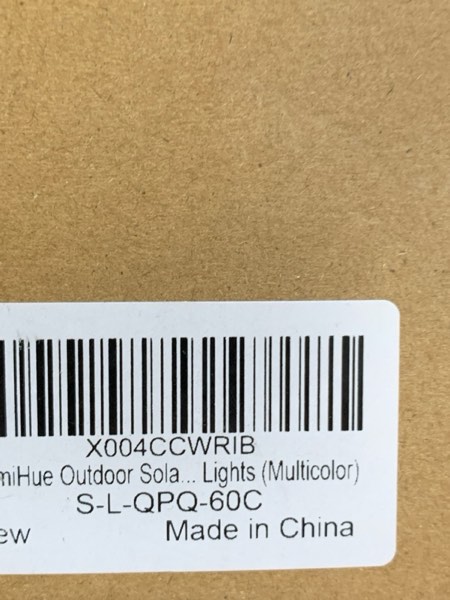 X004CCWRIB
miHue Outdoor Sola... Lights (Multicolor)
S-L-QPQ-60C
ew Made in China